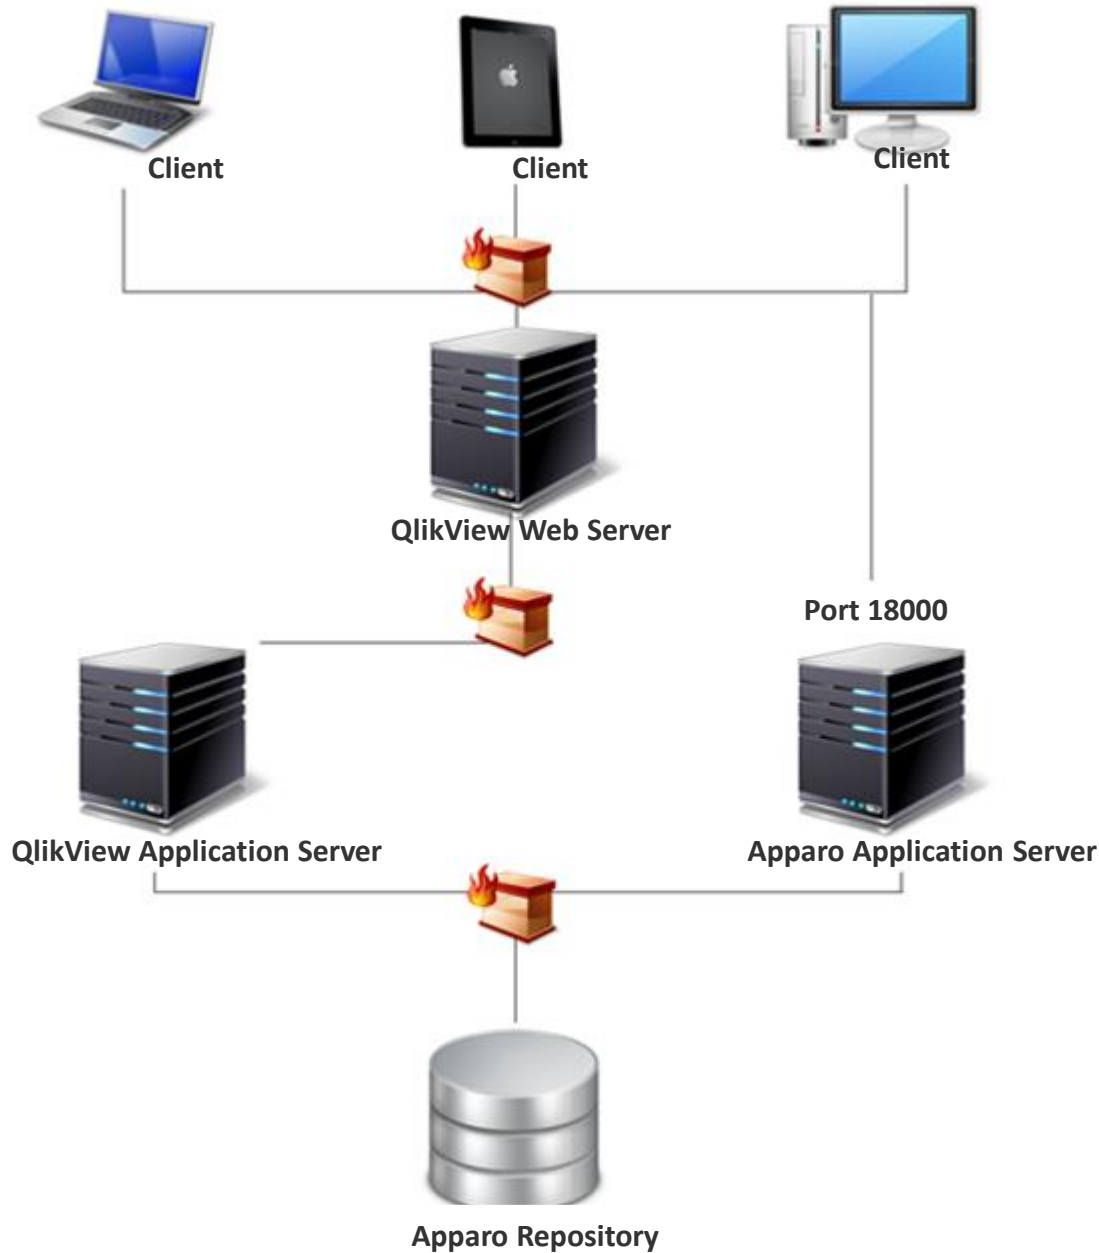 Client
Client
Client
QlikView Web Server
Port 18000
QlikView Application Server
Apparo Application Server
Apparo Repository